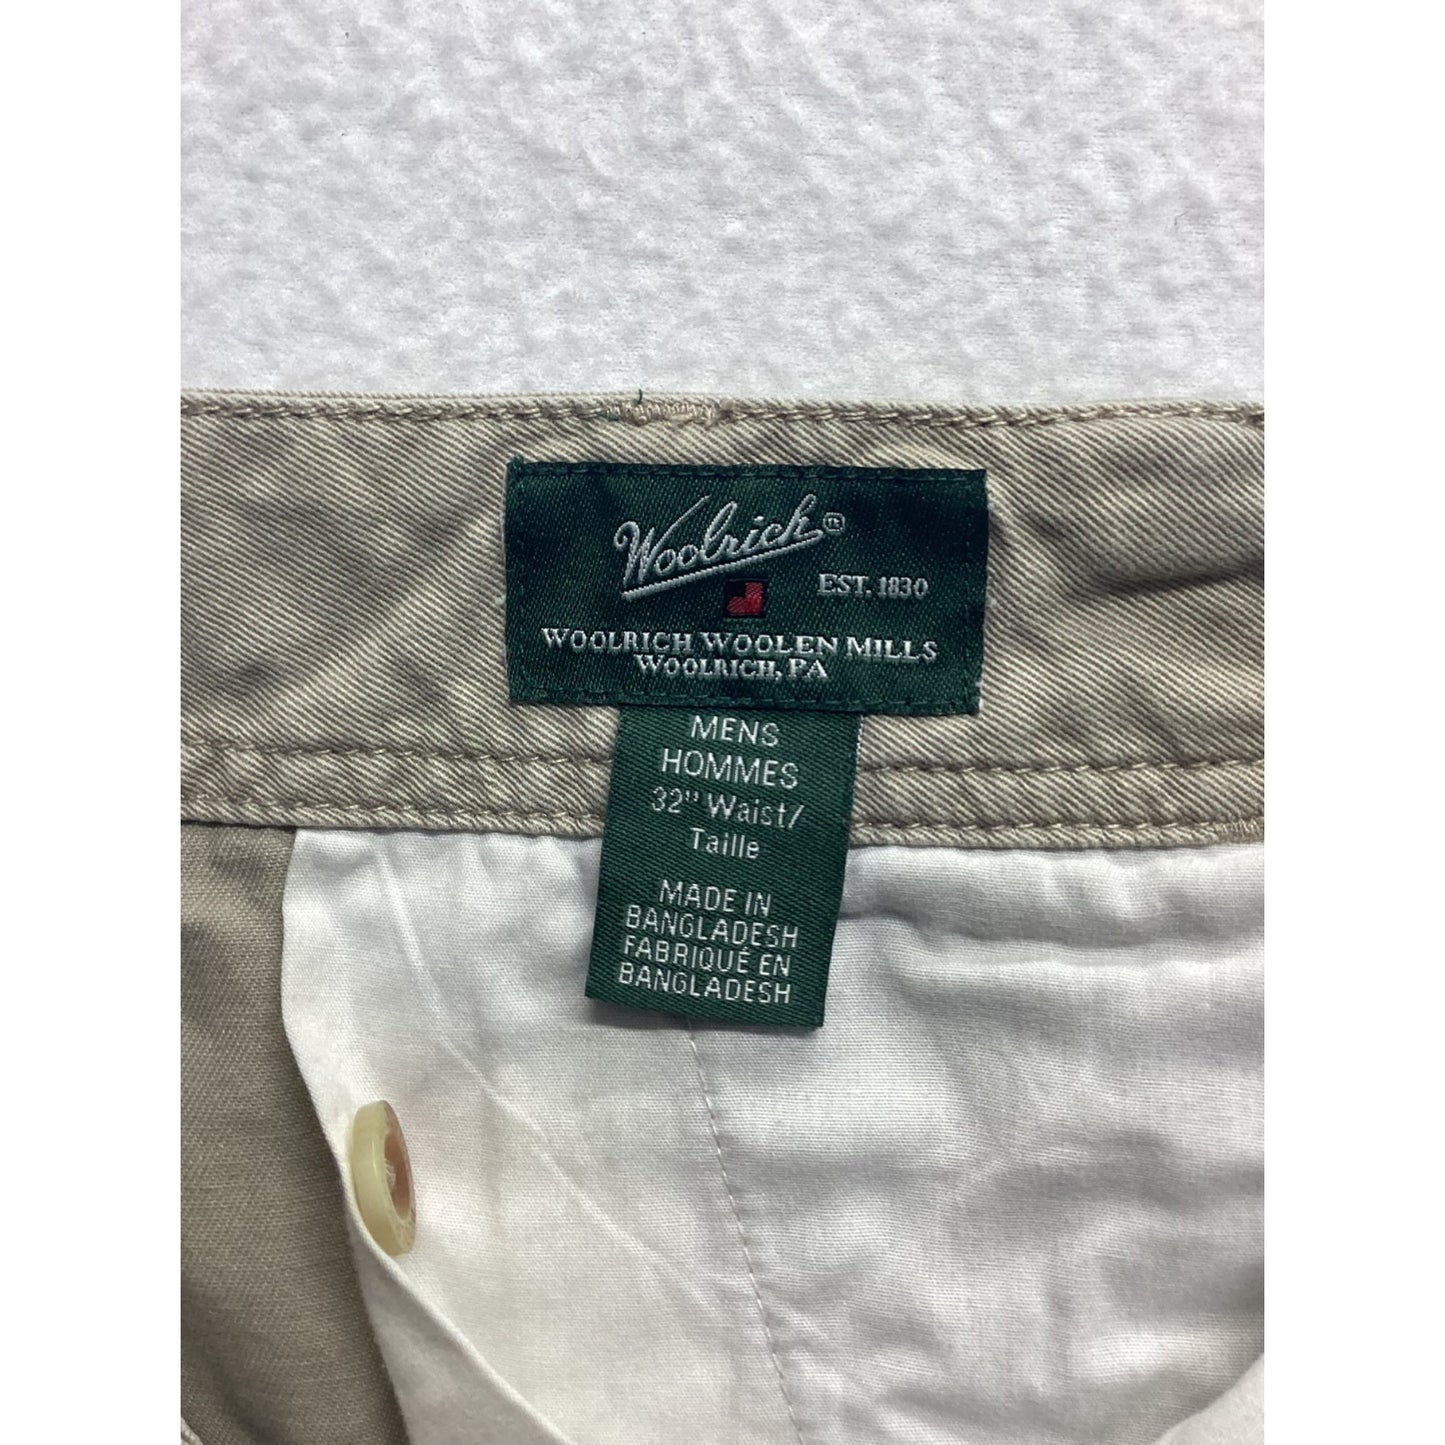 Woolrich®
EST. 1830
WOOLRICH WOOLEN MILLS
WOOLRICH, PA
MENS
HOMMES
32" Waist/
Taille
MADE IN
BANGLADESH
FABRIQUÉ EN
BANGLADESH